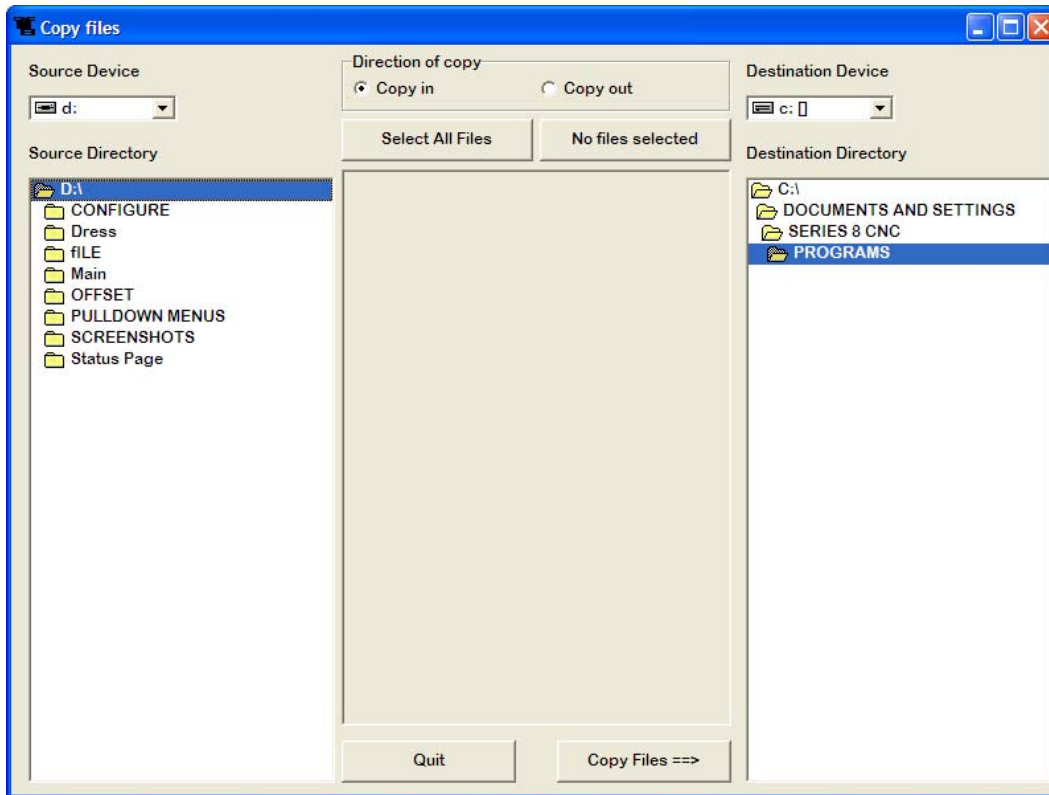 Copy files
Source Device
d:
Source Directory
D:\
CONFIGURE
Dress
fILE
Main
OFFSET
PULLDOWN MENUS
SCREENSHOTS
Status Page
Direction of copy
Copy in
Copy out
Select All Files
No files selected
Quit
Copy Files ==>
Destination Device
c: []
Destination Directory
C:\
DOCUMENTS AND SETTINGS
SERIES 8 CNC
PROGRAMS